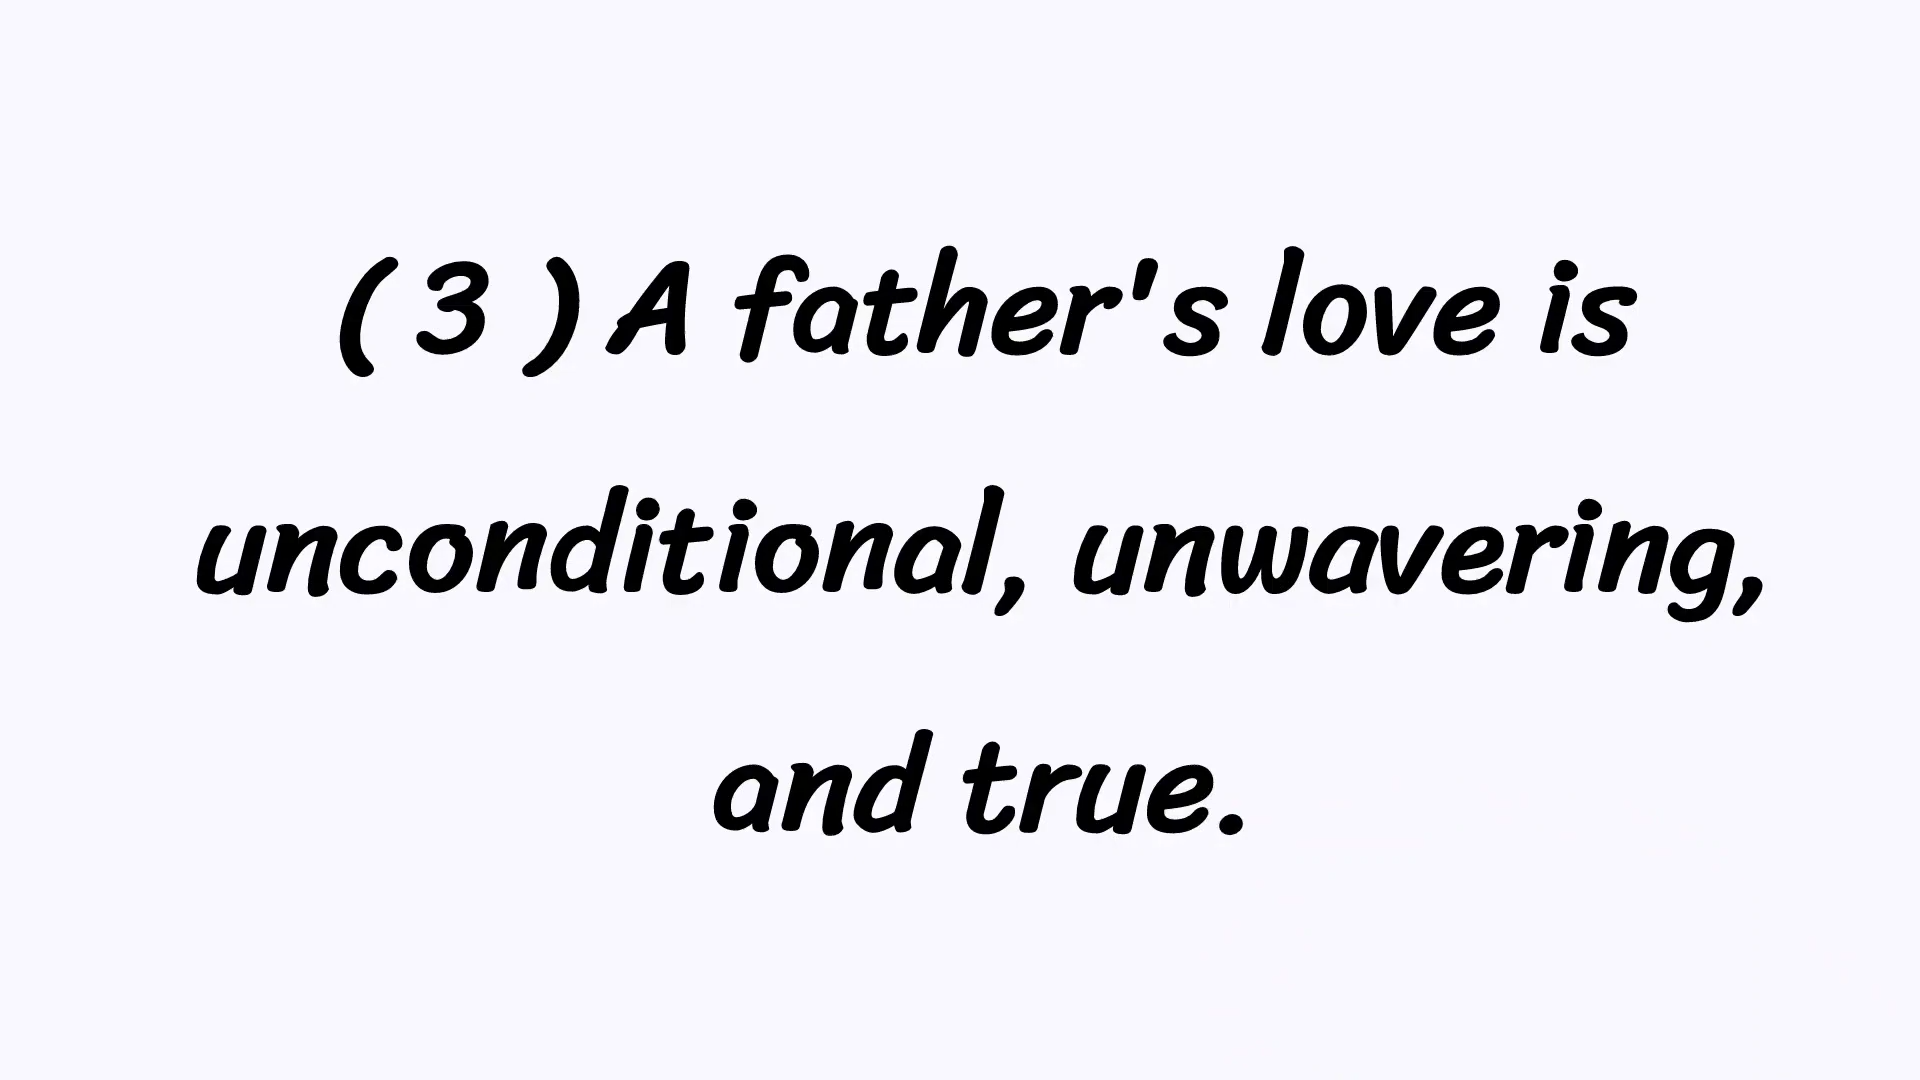 ( 3 ) A father's love is
unconditional, unwavering,
and true.